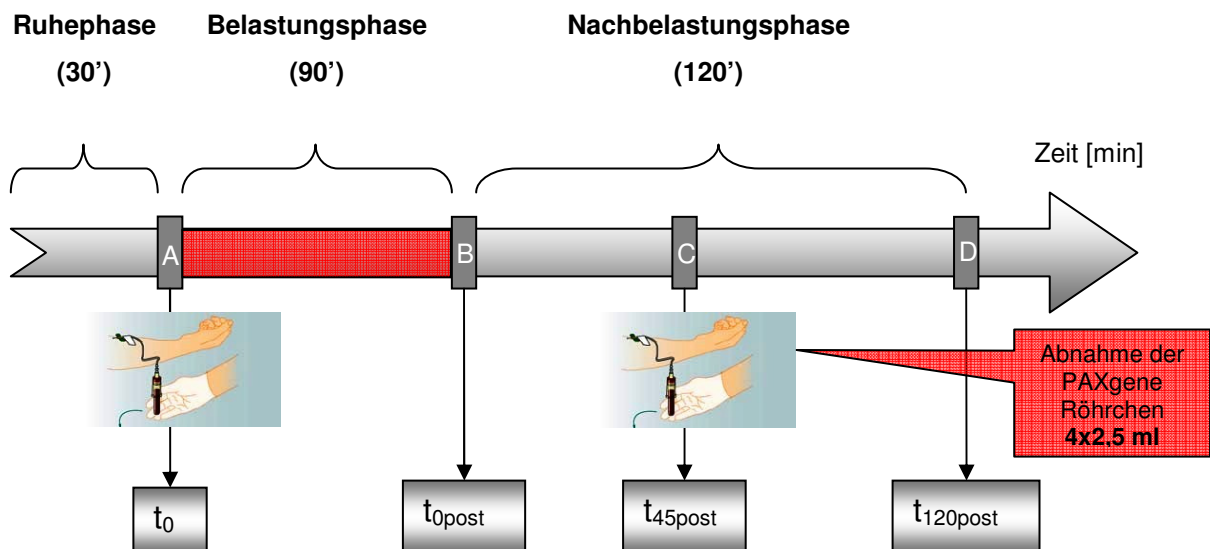 Ruhephase
(30’)
Belastungsphase
(90’)
Nachbelastungsphase
(120’)
Zeit [min]
A
B
C
D
Abnahme der
PAXgene
Röhrchen
4x2,5 ml
t0
t0post
t45post
t120post